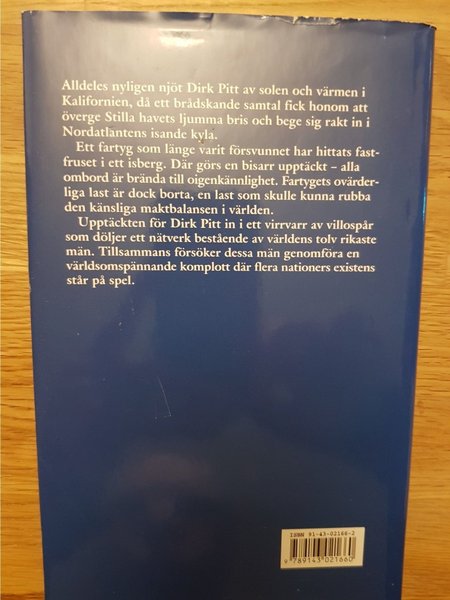 Alldeles nyligen njöt Dirk Pitt av solen och värmen i
Kalifornien, då ett brådskande samtal fick honom att
överge Stilla havets ljumma bris och bege sig rakt in i
Nordatlantens isande kyla.
Ett fartyg som länge varit försvunnet har hittats fast-
fruset i ett isberg. Där görs en bisarr upptäckt – alla
ombord är brända till oigenkännlighet. Fartygets ovärder-
liga last är dock borta, en last som skulle kunna rubba
den känsliga maktbalansen i världen.
Upptäckten för Dirk Pitt in i ett virrvarr av villospår
som döljer ett nätverk bestående av världens tolv rikaste
män. Tillsammans försöker dessa män genomföra en
världsomspännande komplott där flera nationers existens
står på spel.
ISBN 91-43-02166-2
9 789143 021660